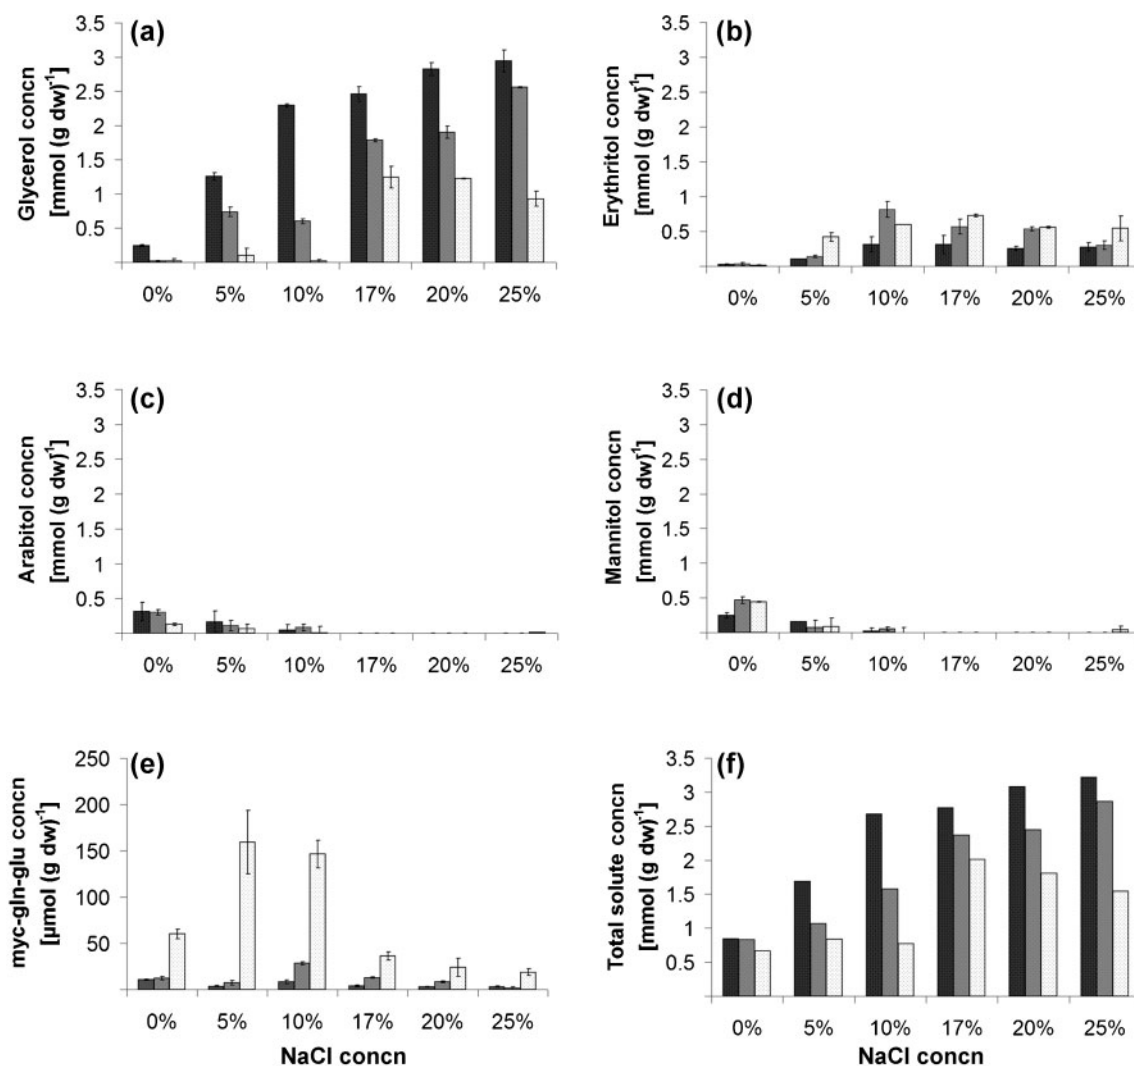 (a)
3.5
3
2.5
2
1.5
1
0.5
Glycerol concn
[mmol (g dw)⁻¹]
0% 5% 10% 17% 20% 25%
(b)
3.5
3
2.5
2
1.5
1
0.5
Erythritol concn
[mmol (g dw)⁻¹]
0% 5% 10% 17% 20% 25%
(c)
3.5
3
2.5
2
1.5
1
0.5
Arabitol concn
[mmol (g dw)⁻¹]
0% 5% 10% 17% 20% 25%
(d)
3.5
3
2.5
2
1.5
1
0.5
Mannitol concn
[mmol (g dw)⁻¹]
0% 5% 10% 17% 20% 25%
(e)
250
200
150
100
50
myc-gln-glu concn
[µmol (g dw)⁻¹]
0% 5% 10% 17% 20% 25%
NaCl concn
(f)
3.5
3
2.5
2
1.5
1
0.5
Total solute concn
[mmol (g dw)⁻¹]
0% 5% 10% 17% 20% 25%
NaCl concn